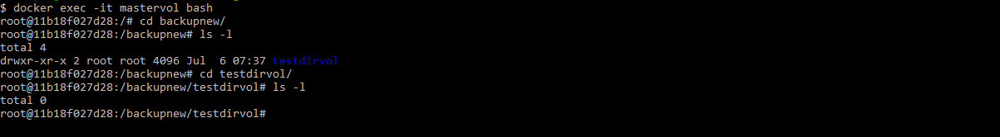 $ docker exec -it mastervol bash
root@11b18f027d28:/# cd backupnew/
root@11b18f027d28:/backupnew# ls -l
total 4
drwxr-xr-x 2 root root 4096 Jul  6 07:37 testdirvol
root@11b18f027d28:/backupnew# cd testdirvol/
root@11b18f027d28:/backupnew/testdirvol# ls -l
total 0
root@11b18f027d28:/backupnew/testdirvol#